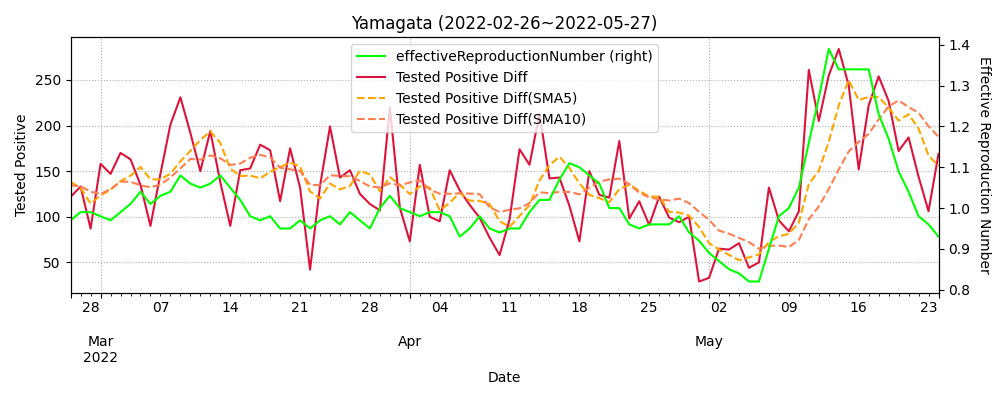 Yamagata (2022-02-26~2022-05-27)
effectiveReproductionNumber (right)
Tested Positive Diff
Tested Positive Diff(SMA5)
Tested Positive Diff(SMA10)
Tested Positive
250
200
150
100
50
1.4
1.3
1.2
1.1
1.0
0.9
0.8
Effective Reproduction Number
28 07 14 21 28 04 11 18 25 02 09 16 23
Mar Apr May
2022
Date